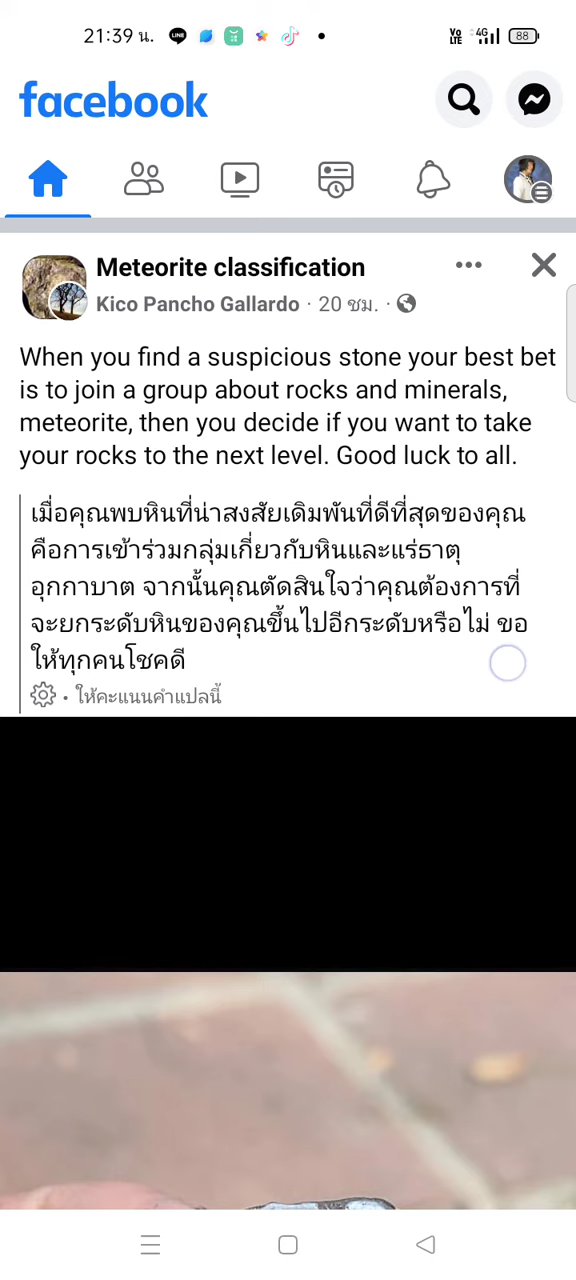 21:39 น.
VO LTE 4G 88
facebook
Meteorite classification
Kico Pancho Gallardo · 20 ชม. ·
When you find a suspicious stone your best bet
is to join a group about rocks and minerals,
meteorite, then you decide if you want to take
your rocks to the next level. Good luck to all.
เมื่อคุณพบหินที่น่าสงสัยเดิมพันที่ดีที่สุดของคุณ
คือการเข้าร่วมกลุ่มเกี่ยวกับหินและแร่ธาตุ
อุกกาบาต จากนั้นคุณตัดสินใจว่าคุณต้องการที่
จะยกระดับหินของคุณขึ้นไปอีกระดับหรือไม่ ขอ
ให้ทุกคนโชคดี
· ให้คะแนนคำแปลนี้